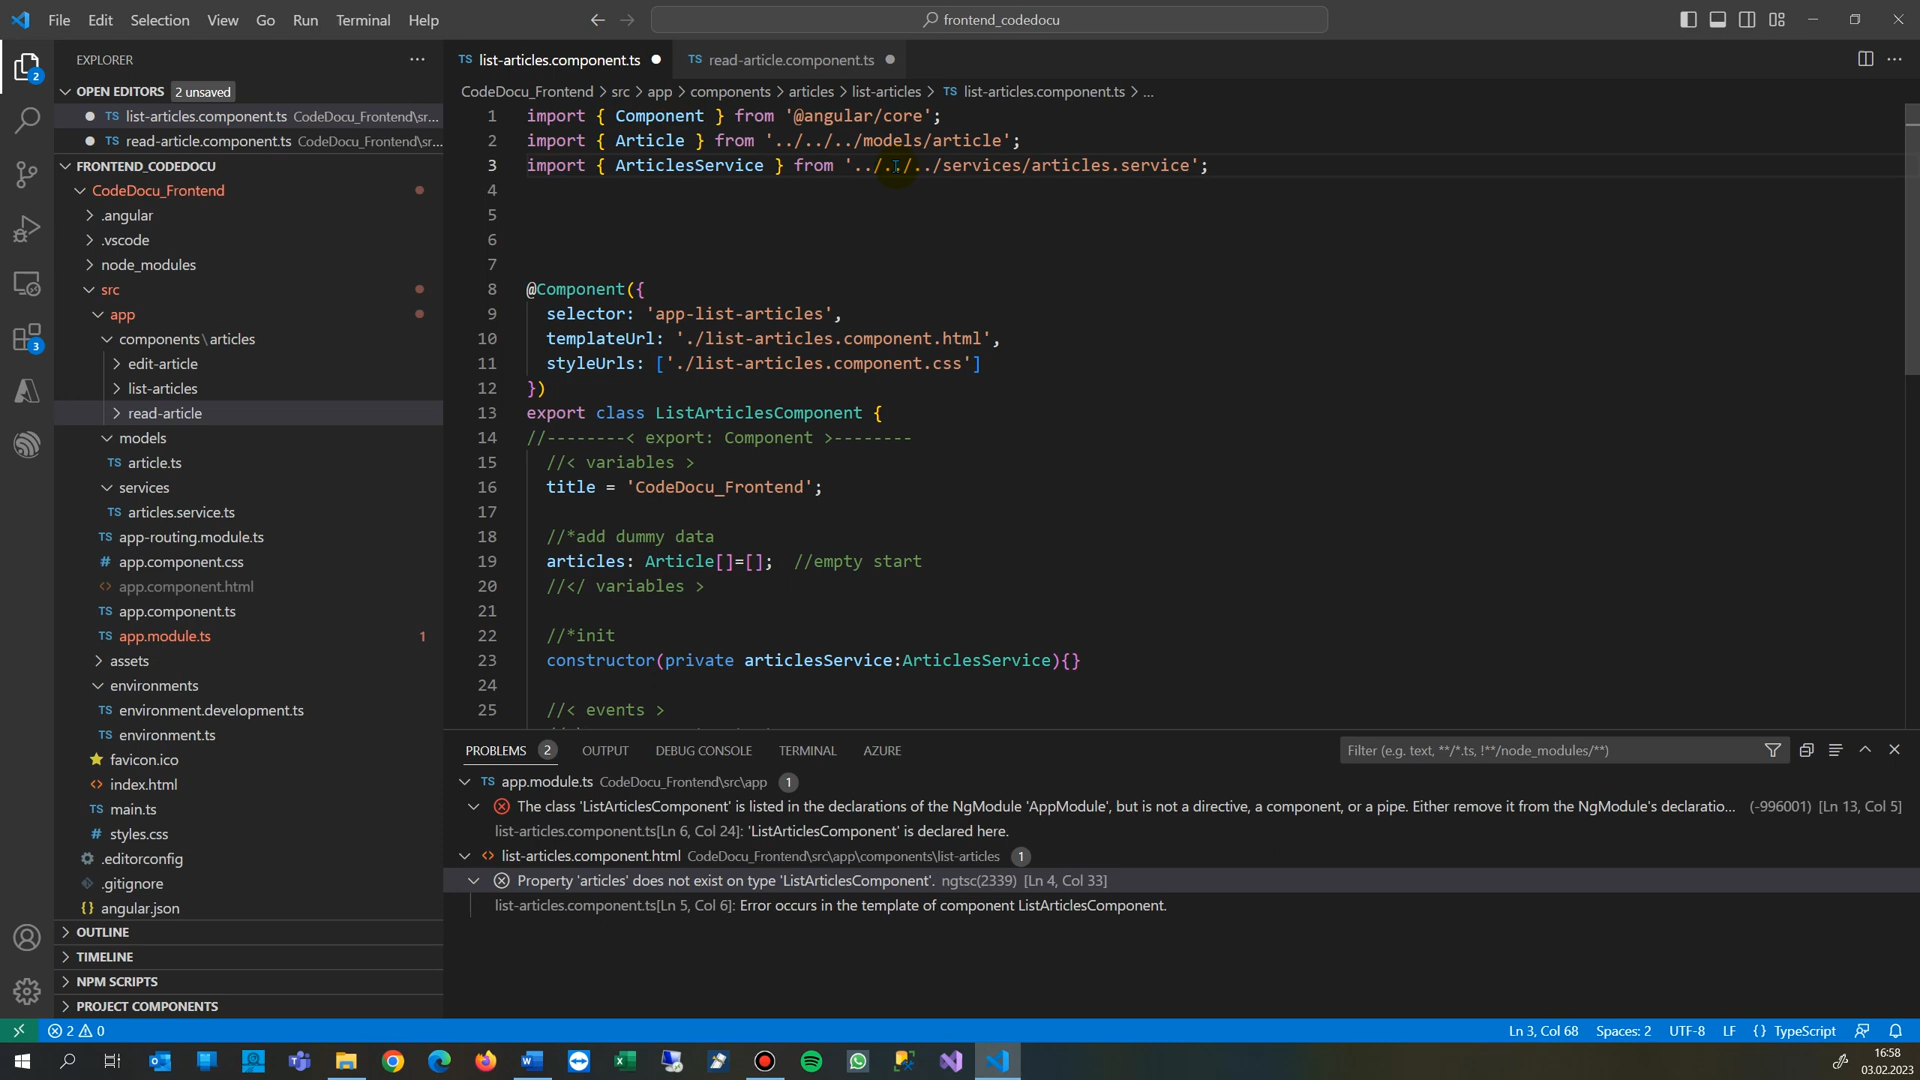 File Edit Selection View Go Run Terminal Help
frontend_codedocu
EXPLORER
OPEN EDITORS 2 unsaved
TS list-articles.component.ts CodeDocu_Frontend\sr...
TS read-article.component.ts CodeDocu_Frontend\sr...
FRONTEND_CODEDOCU
CodeDocu_Frontend
.angular
.vscode
node_modules
src
app
components\articles
edit-article
list-articles
read-article
models
TS article.ts
services
TS articles.service.ts
TS app-routing.module.ts
# app.component.css
<> app.component.html
TS app.component.ts
TS app.module.ts 1
assets
environments
TS environment.development.ts
TS environment.ts
favicon.ico
<> index.html
TS main.ts
# styles.css
.editorconfig
.gitignore
{} angular.json
OUTLINE
TIMELINE
NPM SCRIPTS
PROJECT COMPONENTS
2
3
TS list-articles.component.ts
TS read-article.component.ts
CodeDocu_Frontend > src > app > components > articles > list-articles > TS list-articles.component.ts > ...
1 import { Component } from '@angular/core';
2 import { Article } from '../../../models/article';
3 import { ArticlesService } from '../../../services/articles.service';
4
5
6
7
8 @Component({
9 selector: 'app-list-articles',
10 templateUrl: './list-articles.component.html',
11 styleUrls: ['./list-articles.component.css']
12 })
13 export class ListArticlesComponent {
14 //--------< export: Component >--------
15 //< variables >
16 title = 'CodeDocu_Frontend';
17
18 //*add dummy data
19 articles: Article[]=[]; //empty start
20 //</ variables >
21
22 //*init
23 constructor(private articlesService:ArticlesService){}
24
25 //< events >
PROBLEMS 2 OUTPUT DEBUG CONSOLE TERMINAL AZURE
Filter (e.g. text, **/*.ts, !**/node_modules/**)
TS app.module.ts CodeDocu_Frontend\src\app 1
The class 'ListArticlesComponent' is listed in the declarations of the NgModule 'AppModule', but is not a directive, a component, or a pipe. Either remove it from the NgModule's declaratio... (-996001) [Ln 13, Col 5]
list-articles.component.ts[Ln 6, Col 24]: 'ListArticlesComponent' is declared here.
<> list-articles.component.html CodeDocu_Frontend\src\app\components\list-articles 1
Property 'articles' does not exist on type 'ListArticlesComponent'. ngtsc(2339) [Ln 4, Col 33]
list-articles.component.ts[Ln 5, Col 6]: Error occurs in the template of component ListArticlesComponent.
2 0
Ln 3, Col 68 Spaces: 2 UTF-8 LF {} TypeScript
16:58
03.02.2023